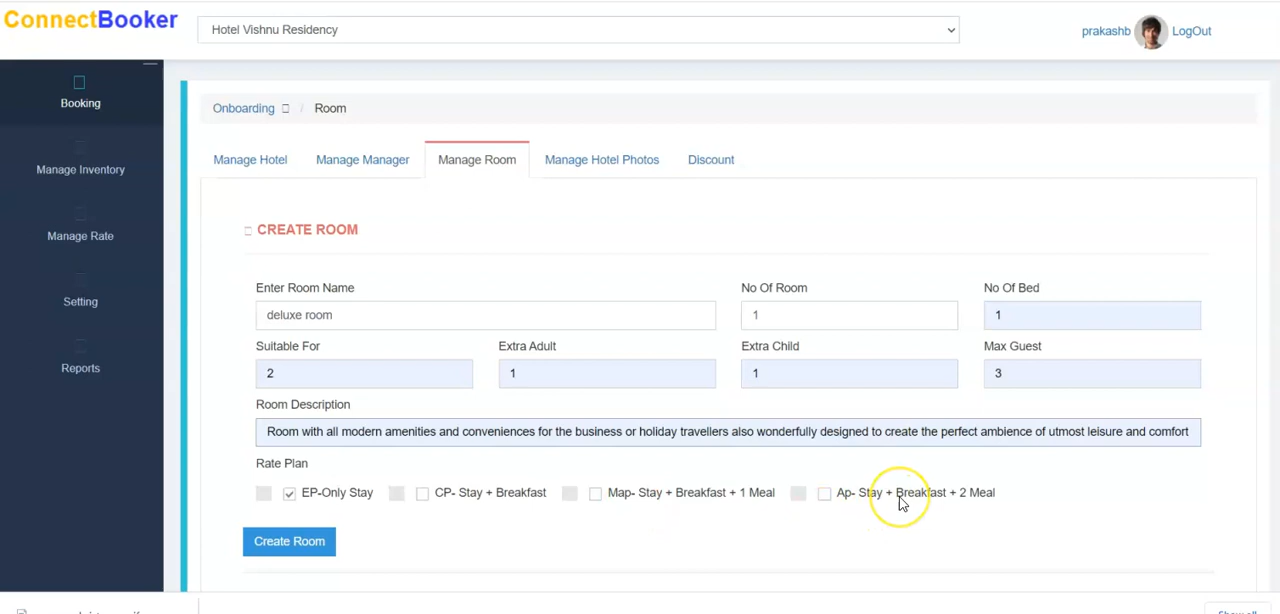 ConnectBooker
Hotel Vishnu Residency
prakashb
LogOut
Booking
Manage Inventory
Manage Rate
Setting
Reports
Onboarding / Room
Manage Hotel
Manage Manager
Manage Room
Manage Hotel Photos
Discount
CREATE ROOM
Enter Room Name
No Of Room
No Of Bed
deluxe room
1
1
Suitable For
Extra Adult
Extra Child
Max Guest
2
1
1
3
Room Description
Room with all modern amenities and conveniences for the business or holiday travellers also wonderfully designed to create the perfect ambience of utmost leisure and comfort
Rate Plan
EP-Only Stay
CP- Stay + Breakfast
Map- Stay + Breakfast + 1 Meal
Ap- Stay + Breakfast + 2 Meal
Create Room